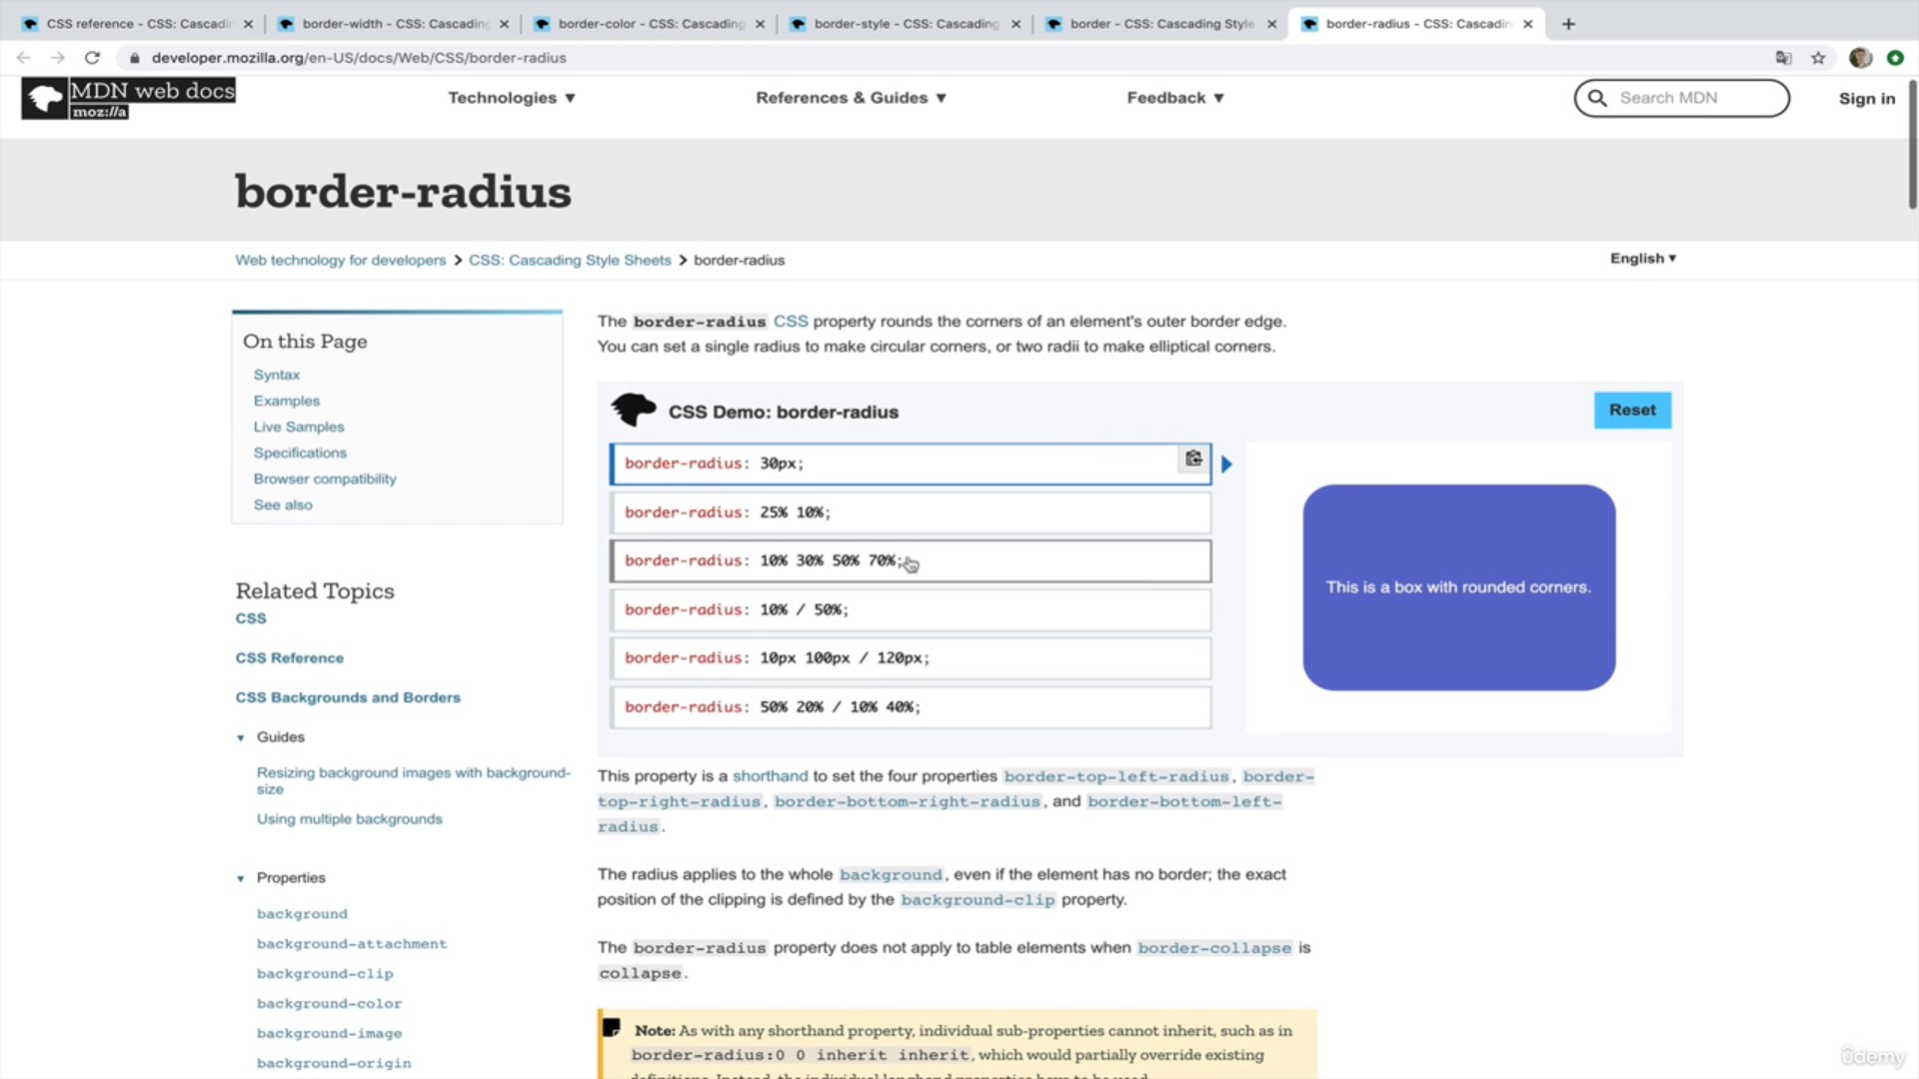 CSS reference - CSS: Cascadin
border-width - CSS: Cascading
border-color - CSS: Cascading
border-style - CSS: Cascading
border - CSS: Cascading Style
border-radius - CSS: Cascadin
developer.mozilla.org/en-US/docs/Web/CSS/border-radius
MDN web docs
moz://a
Technologies ▼
References & Guides ▼
Feedback ▼
Search MDN
Sign in
border-radius
Web technology for developers > CSS: Cascading Style Sheets > border-radius
English ▼
On this Page
Syntax
Examples
Live Samples
Specifications
Browser compatibility
See also
Related Topics
CSS
CSS Reference
CSS Backgrounds and Borders
▼ Guides
Resizing background images with background-
size
Using multiple backgrounds
▼ Properties
background
background-attachment
background-clip
background-color
background-image
background-origin
The border-radius CSS property rounds the corners of an element's outer border edge.
You can set a single radius to make circular corners, or two radii to make elliptical corners.
CSS Demo: border-radius
Reset
border-radius: 30px;
border-radius: 25% 10%;
border-radius: 10% 30% 50% 70%;
border-radius: 10% / 50%;
border-radius: 10px 100px / 120px;
border-radius: 50% 20% / 10% 40%;
This is a box with rounded corners.
This property is a shorthand to set the four properties border-top-left-radius, border-
top-right-radius, border-bottom-right-radius, and border-bottom-left-
radius.
The radius applies to the whole background, even if the element has no border; the exact
position of the clipping is defined by the background-clip property.
The border-radius property does not apply to table elements when border-collapse is
collapse.
Note: As with any shorthand property, individual sub-properties cannot inherit, such as in
border-radius:0 0 inherit inherit, which would partially override existing
definitions. Instead, the individual longhand properties have to be used.
ûdemy